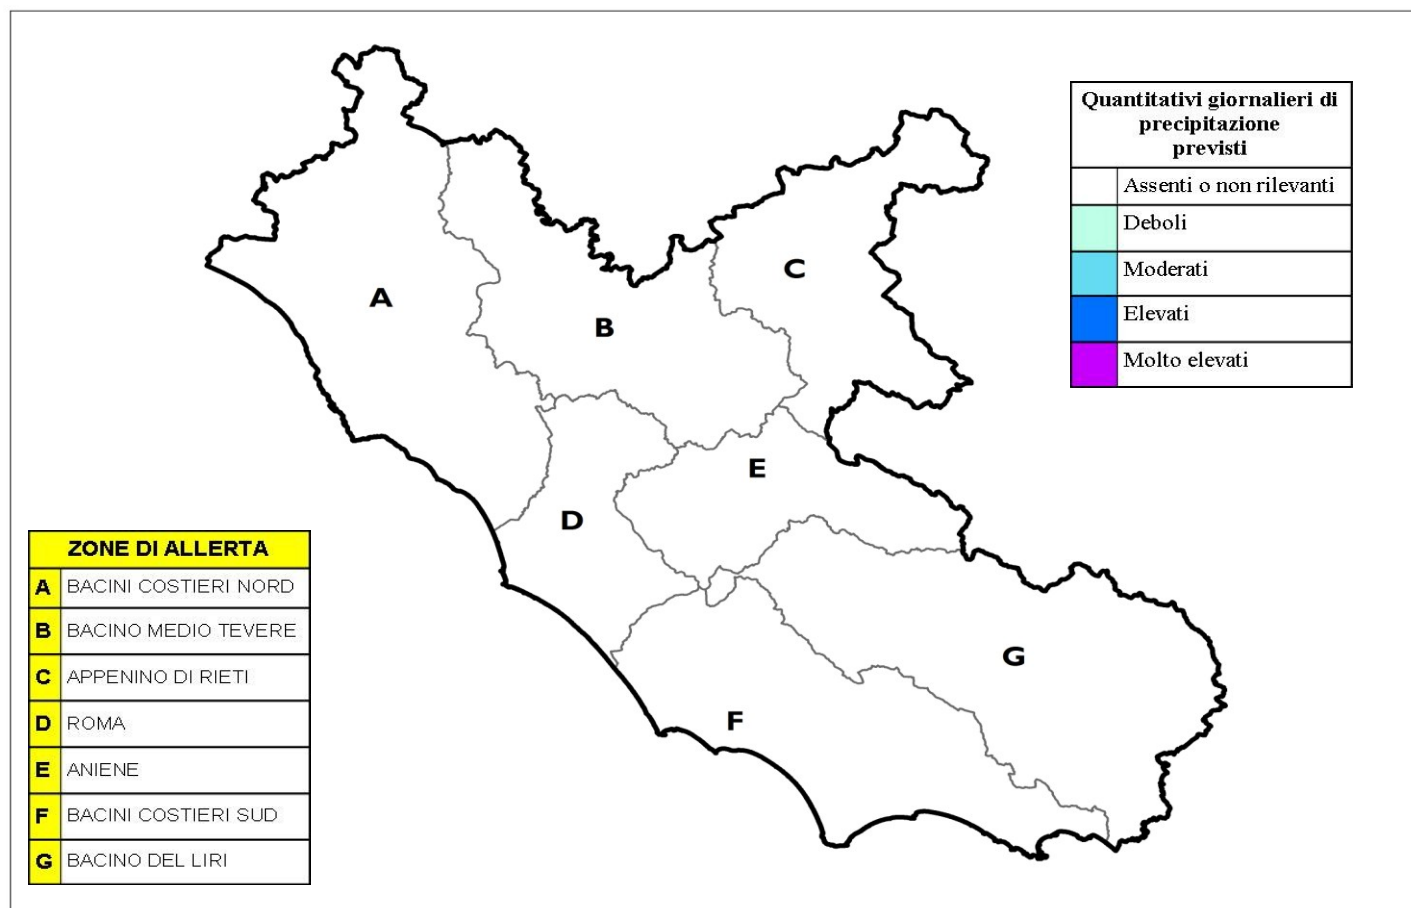 Quantitativi giornalieri di
precipitazione
previsti
Assenti o non rilevanti
Deboli
Moderati
Elevati
Molto elevati
A
B
C
D
E
F
G
ZONE DI ALLERTA
A BACINI COSTIERI NORD
B BACINO MEDIO TEVERE
C APPENINO DI RIETI
D ROMA
E ANIENE
F BACINI COSTIERI SUD
G BACINO DEL LIRI